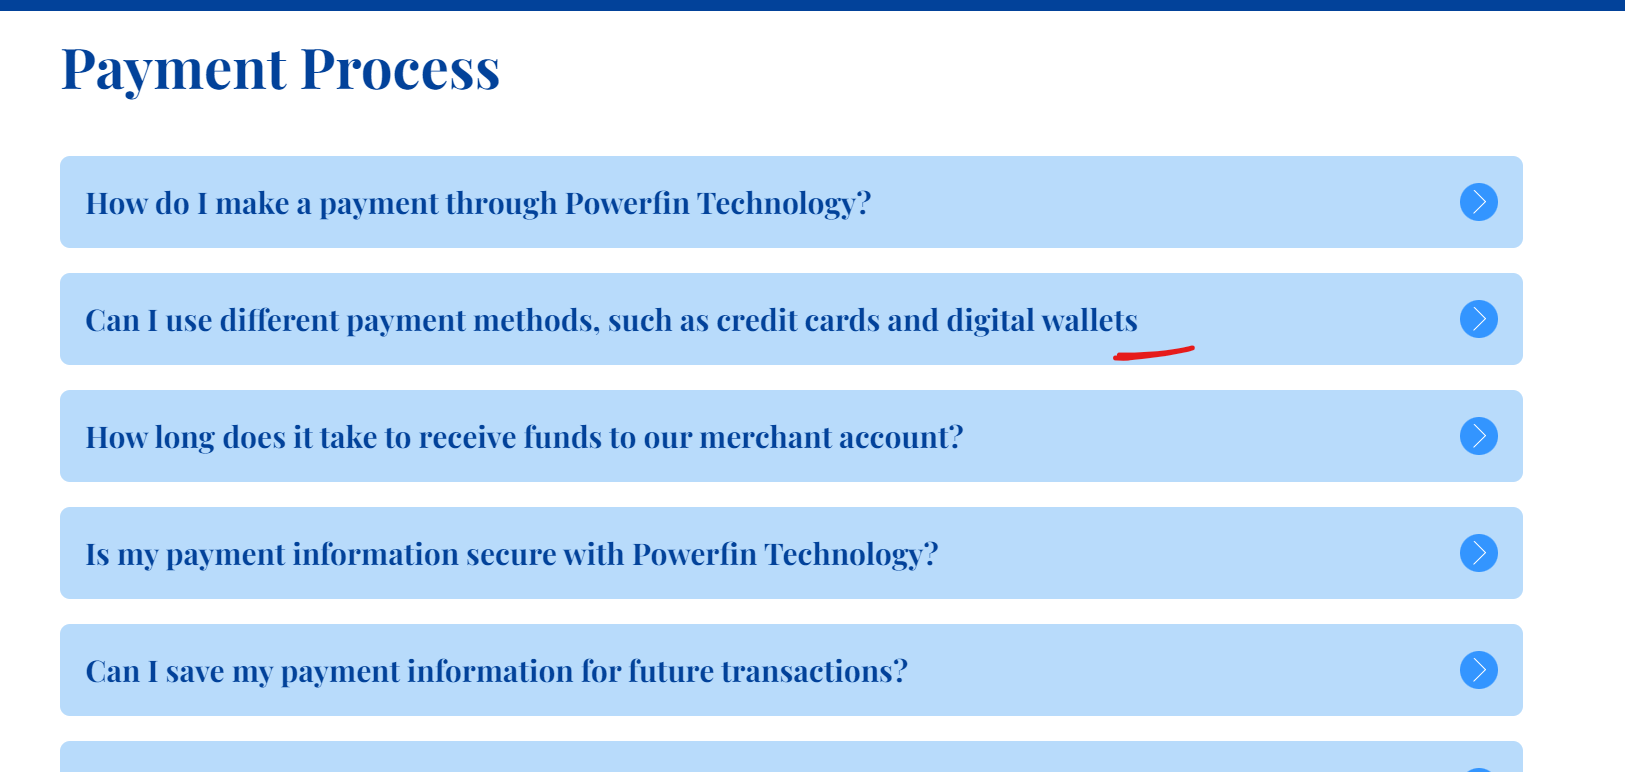 Payment Process
How do I make a payment through Powerfin Technology?
Can I use different payment methods, such as credit cards and digital wallets
How long does it take to receive funds to our merchant account?
Is my payment information secure with Powerfin Technology?
Can I save my payment information for future transactions?